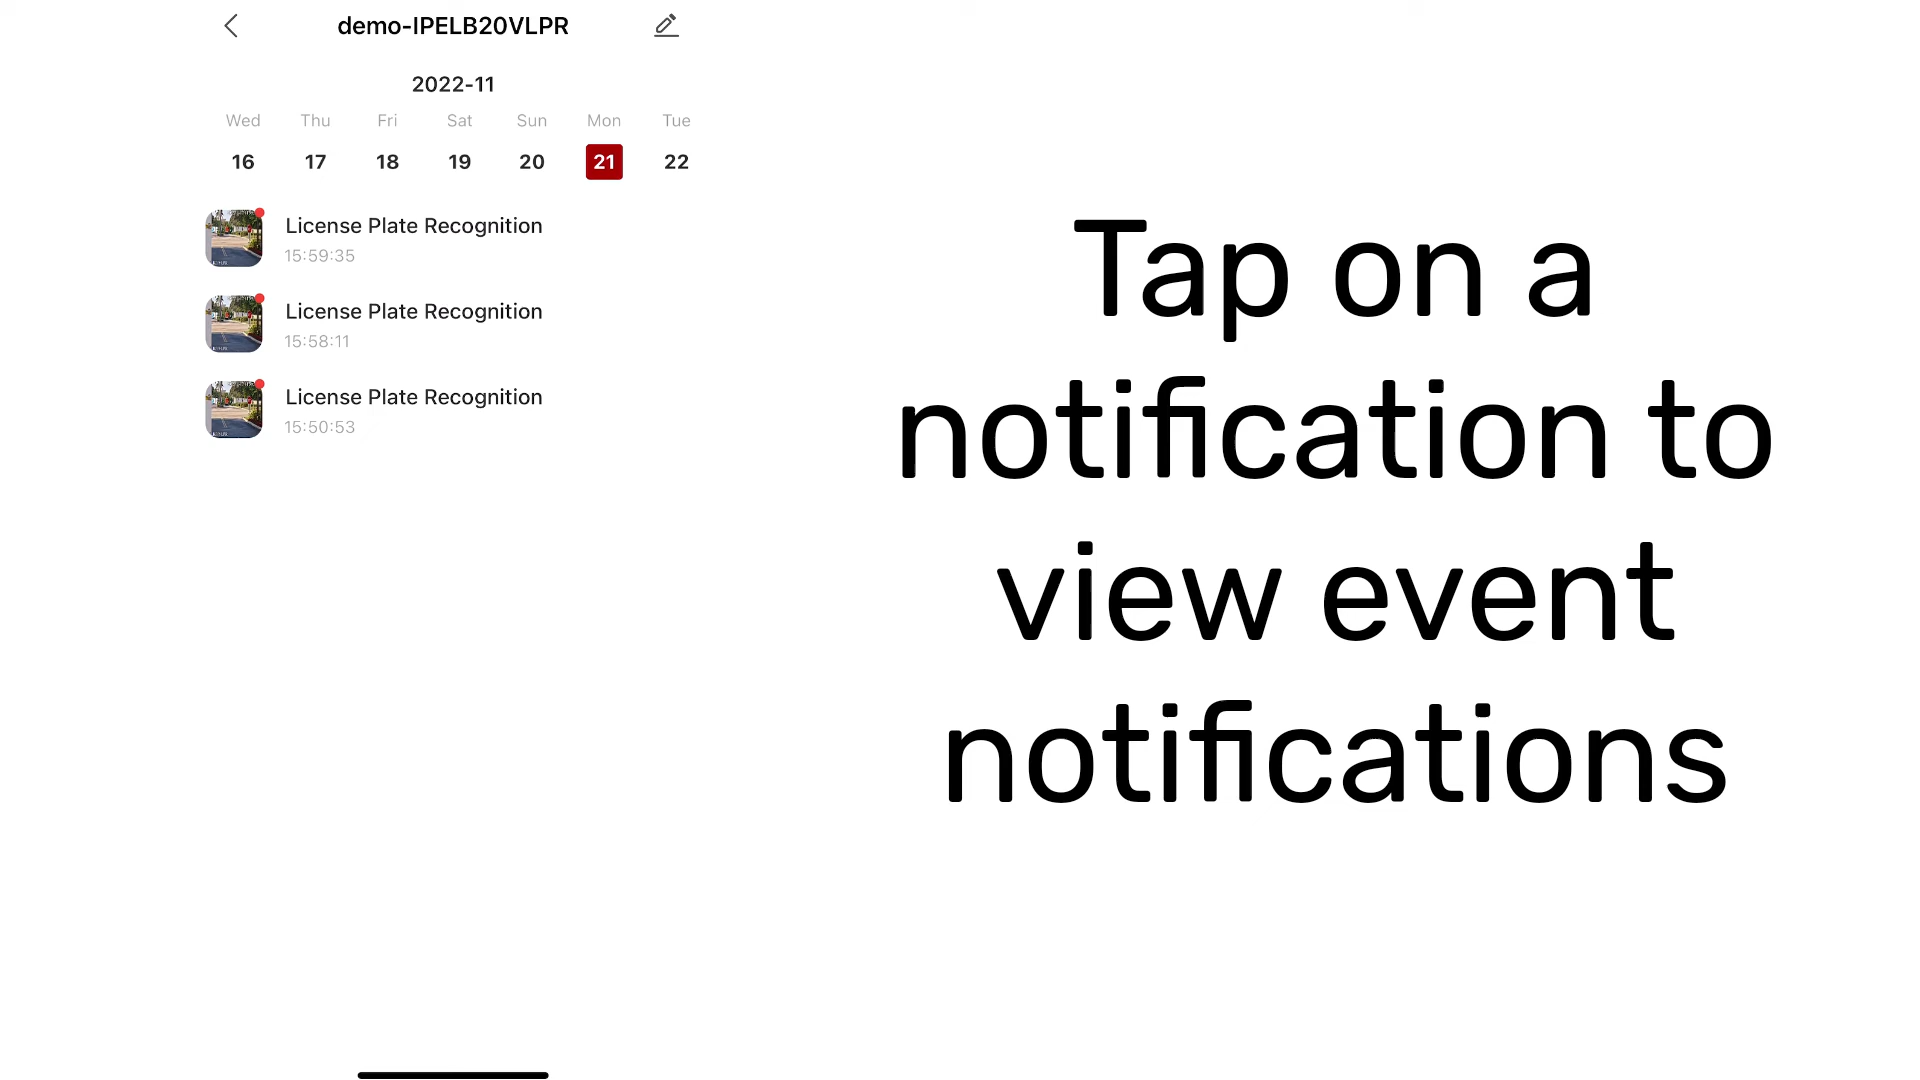 demo-IPELB20VLPR
2022-11
Wed Thu Fri Sat Sun Mon Tue
16 17 18 19 20 21 22
License Plate Recognition
15:59:35
License Plate Recognition
15:58:11
License Plate Recognition
15:50:53
Tap on a
notification to
view event
notifications